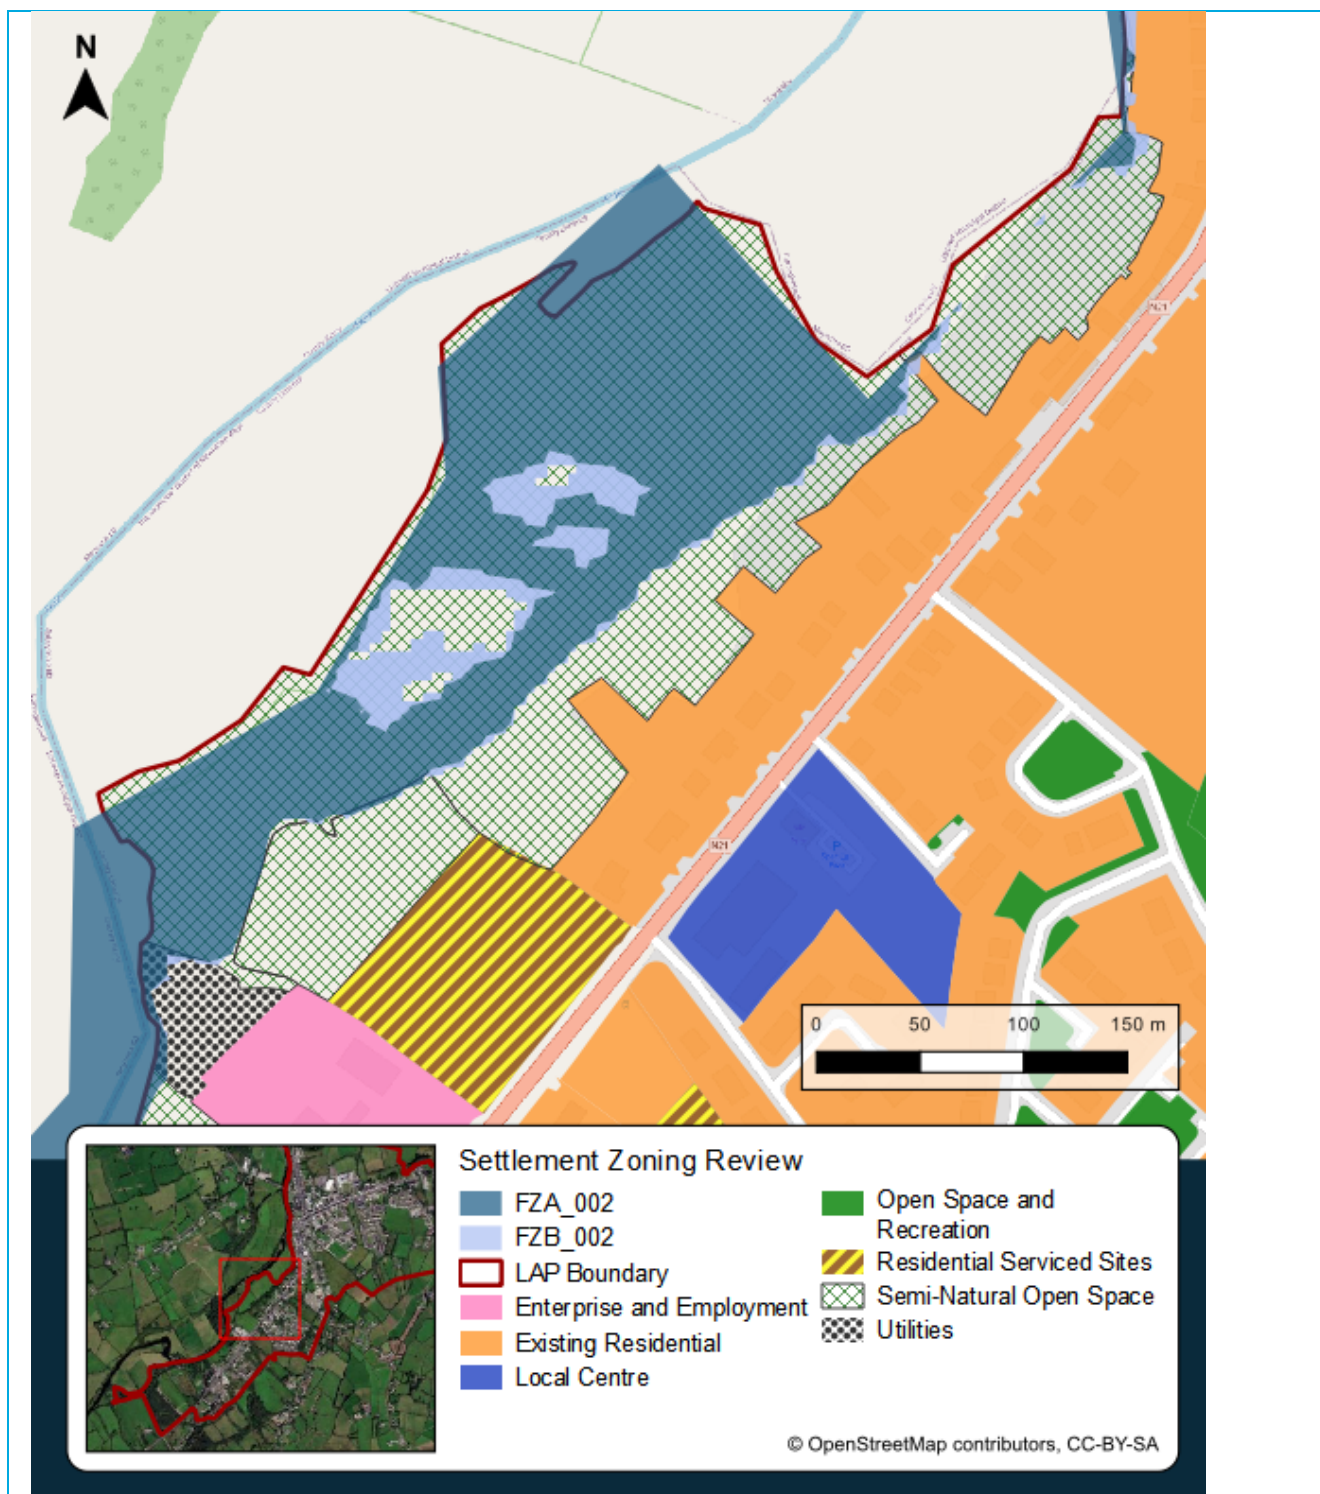 N
N21
N21
0 50 100 150 m
Settlement Zoning Review
FZA_002
FZB_002
LAP Boundary
Enterprise and Employment
Existing Residential
Local Centre
Open Space and
Recreation
Residential Serviced Sites
Semi-Natural Open Space
Utilities
© OpenStreetMap contributors, CC-BY-SA